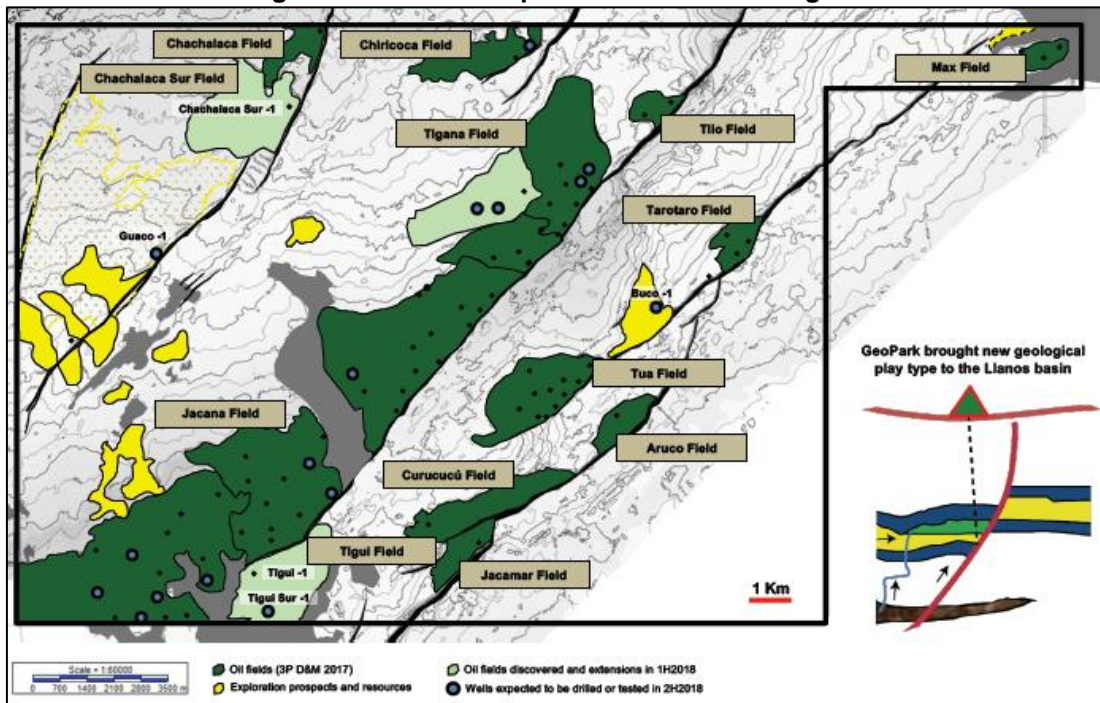 Chachalaca Field
Chiricoca Field
Max Field
Chachalaca Sur Field
Chachalaca Sur -1
Tigana Field
Tilo Field
Tarotaro Field
Guaco -1
Buco -1
GeoPark brought new geological
play type to the Llanos basin
Tua Field
Jacana Field
Aruco Field
Curucucú Field
Tigui Field
Jacamar Field
Tigui -1
Tigui Sur -1
1 Km
Scale = 1:60000
0 700 1400 2100 2800 3500 m
Oil fields (3P D&M 2017)
Oil fields discovered and extensions in 1H2018
Exploration prospects and resources
Wells expected to be drilled or tested in 2H2018